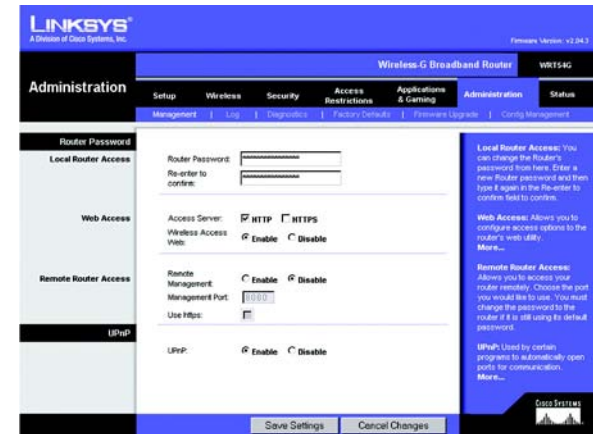 LINKSYS®
A Division of Cisco Systems, Inc.
Firmware Version: v2.04.3
Wireless-G Broadband Router WRT54G
Administration
Setup Wireless Security Access Restrictions Applications & Gaming Administration Status
Management | Log | Diagnostics | Factory Defaults | Firmware Upgrade | Config Management
Router Password
Local Router Access
Router Password:
Re-enter to
confirm:
Web Access
Access Server: HTTP HTTPS
Wireless Access
Web: Enable Disable
Remote Router Access
Remote
Management: Enable Disable
Management Port: 8080
Use https:
UPnP
UPnP: Enable Disable
Local Router Access: You
can change the Router's
password from here. Enter a
new Router password and then
type it again in the Re-enter to
confirm field to confirm.
Web Access: Allows you to
configure access options to the
router's web utility.
More...
Remote Router Access:
Allows you to access your
router remotely. Choose the port
you would like to use. You must
change the password to the
router if it is still using its default
password.
UPnP: Used by certain
programs to automatically open
ports for communication.
More...
Save Settings Cancel Changes
CISCO SYSTEMS